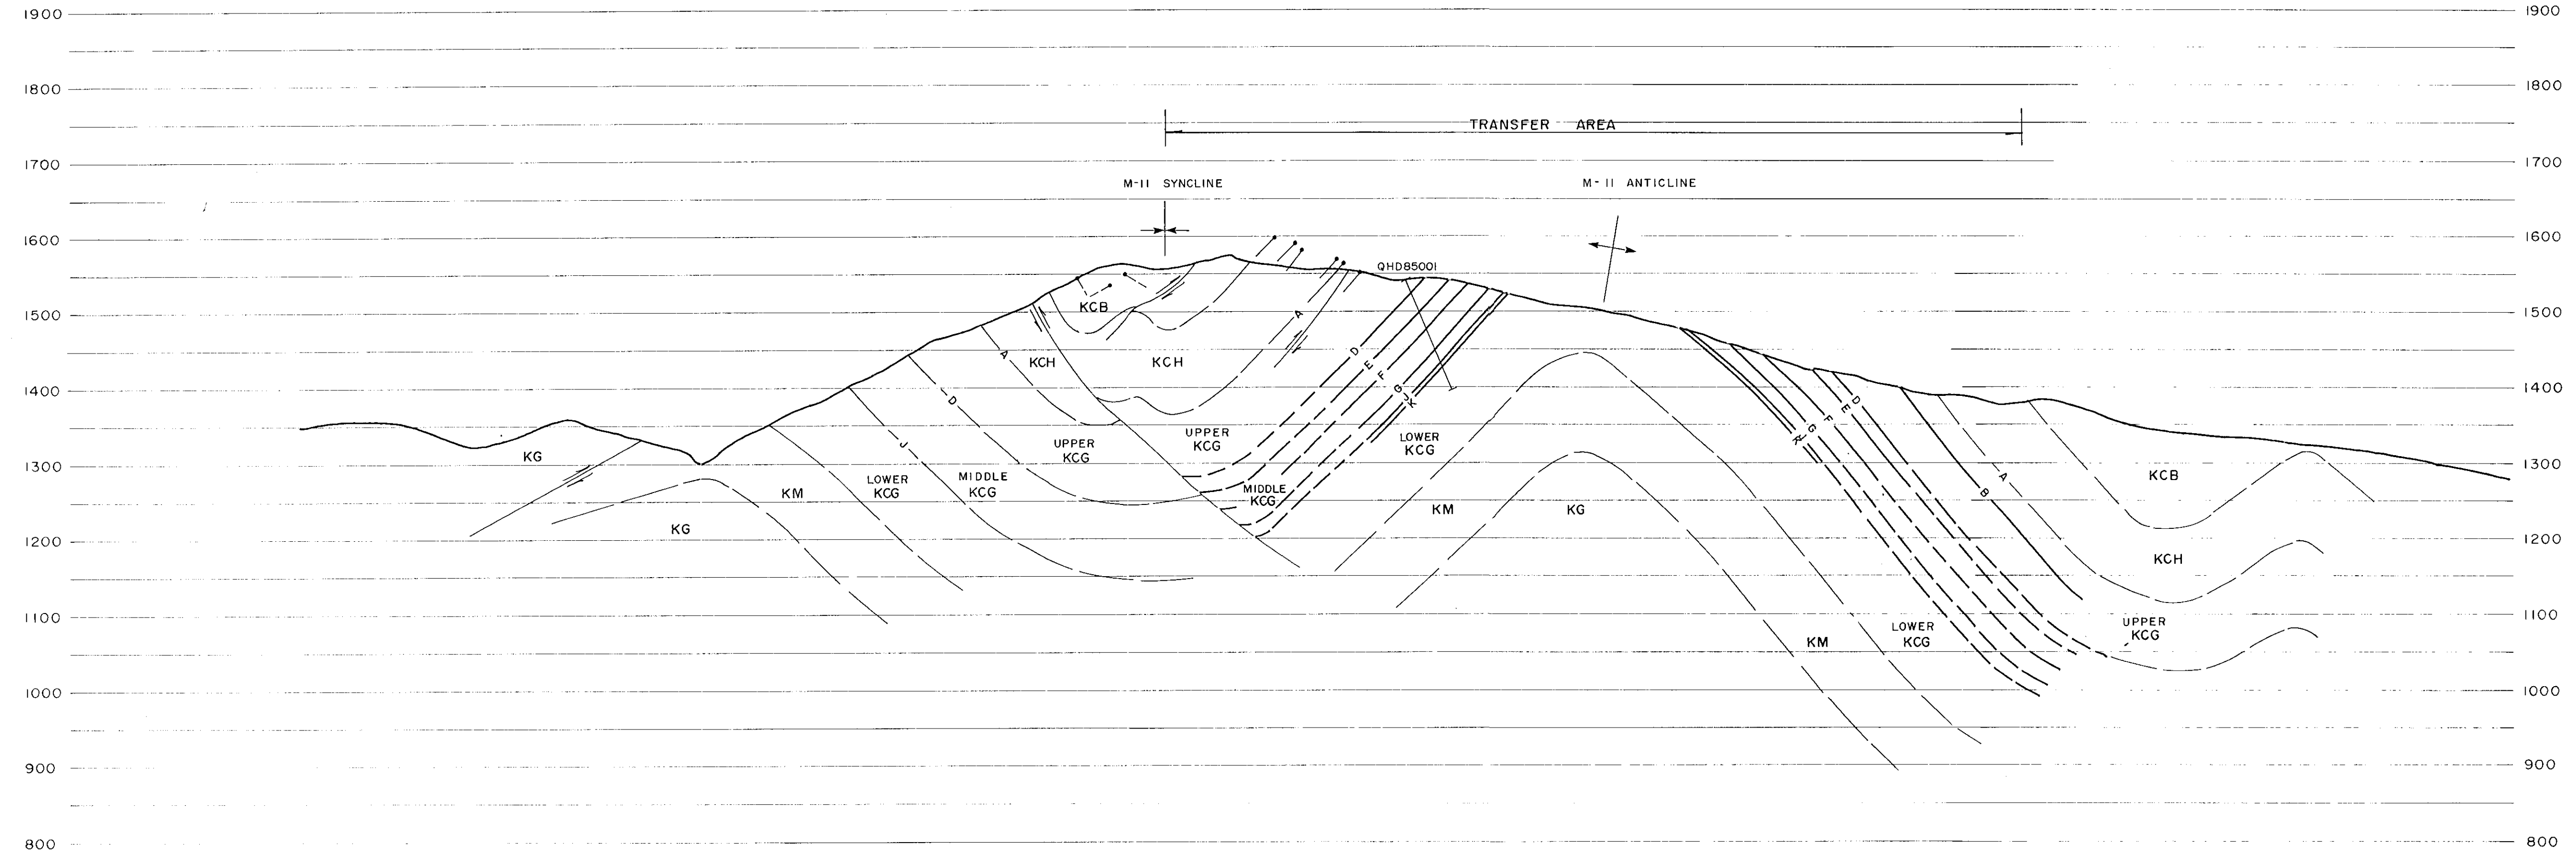 1900 1900
1800 1800
TRANSFER AREA
1700 1700
M-11 SYNCLINE M-11 ANTICLINE
1600 1600
QHD85001
KCB
1500 1500
A
KCH KCH
A
D
E
F
G
J
K
1400 1400
D
E
D
F
G
K
J
UPPER
KCG
UPPER
KCG
LOWER
KCG
KG
1300 1300
LOWER
KCG
MIDDLE
KCG
MIDDLE
KCG
KM
KCB
A
B
KM
KG
KG
1200 1200
KCH
1100 1100
UPPER
KCG
LOWER
KCG
KM
1000 1000
900 900
800 800